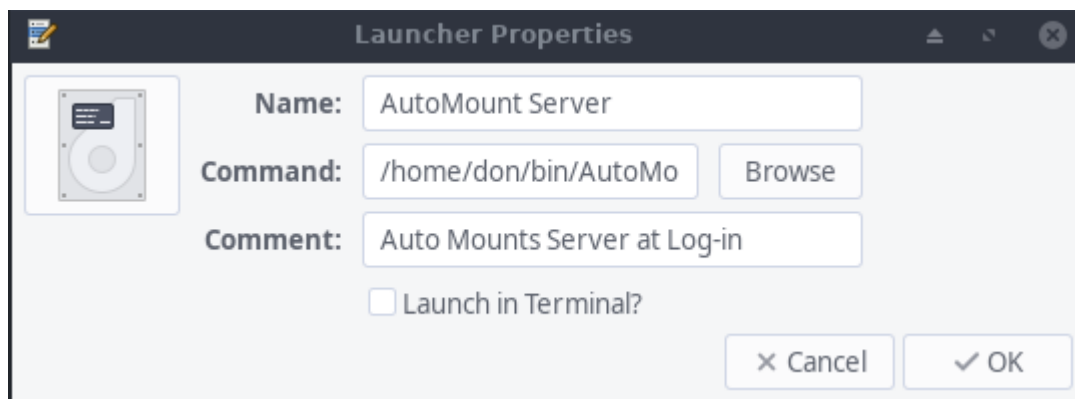 Launcher Properties
Name: AutoMount Server
Command: /home/don/bin/AutoMo Browse
Comment: Auto Mounts Server at Log-in
Launch in Terminal?
Cancel OK